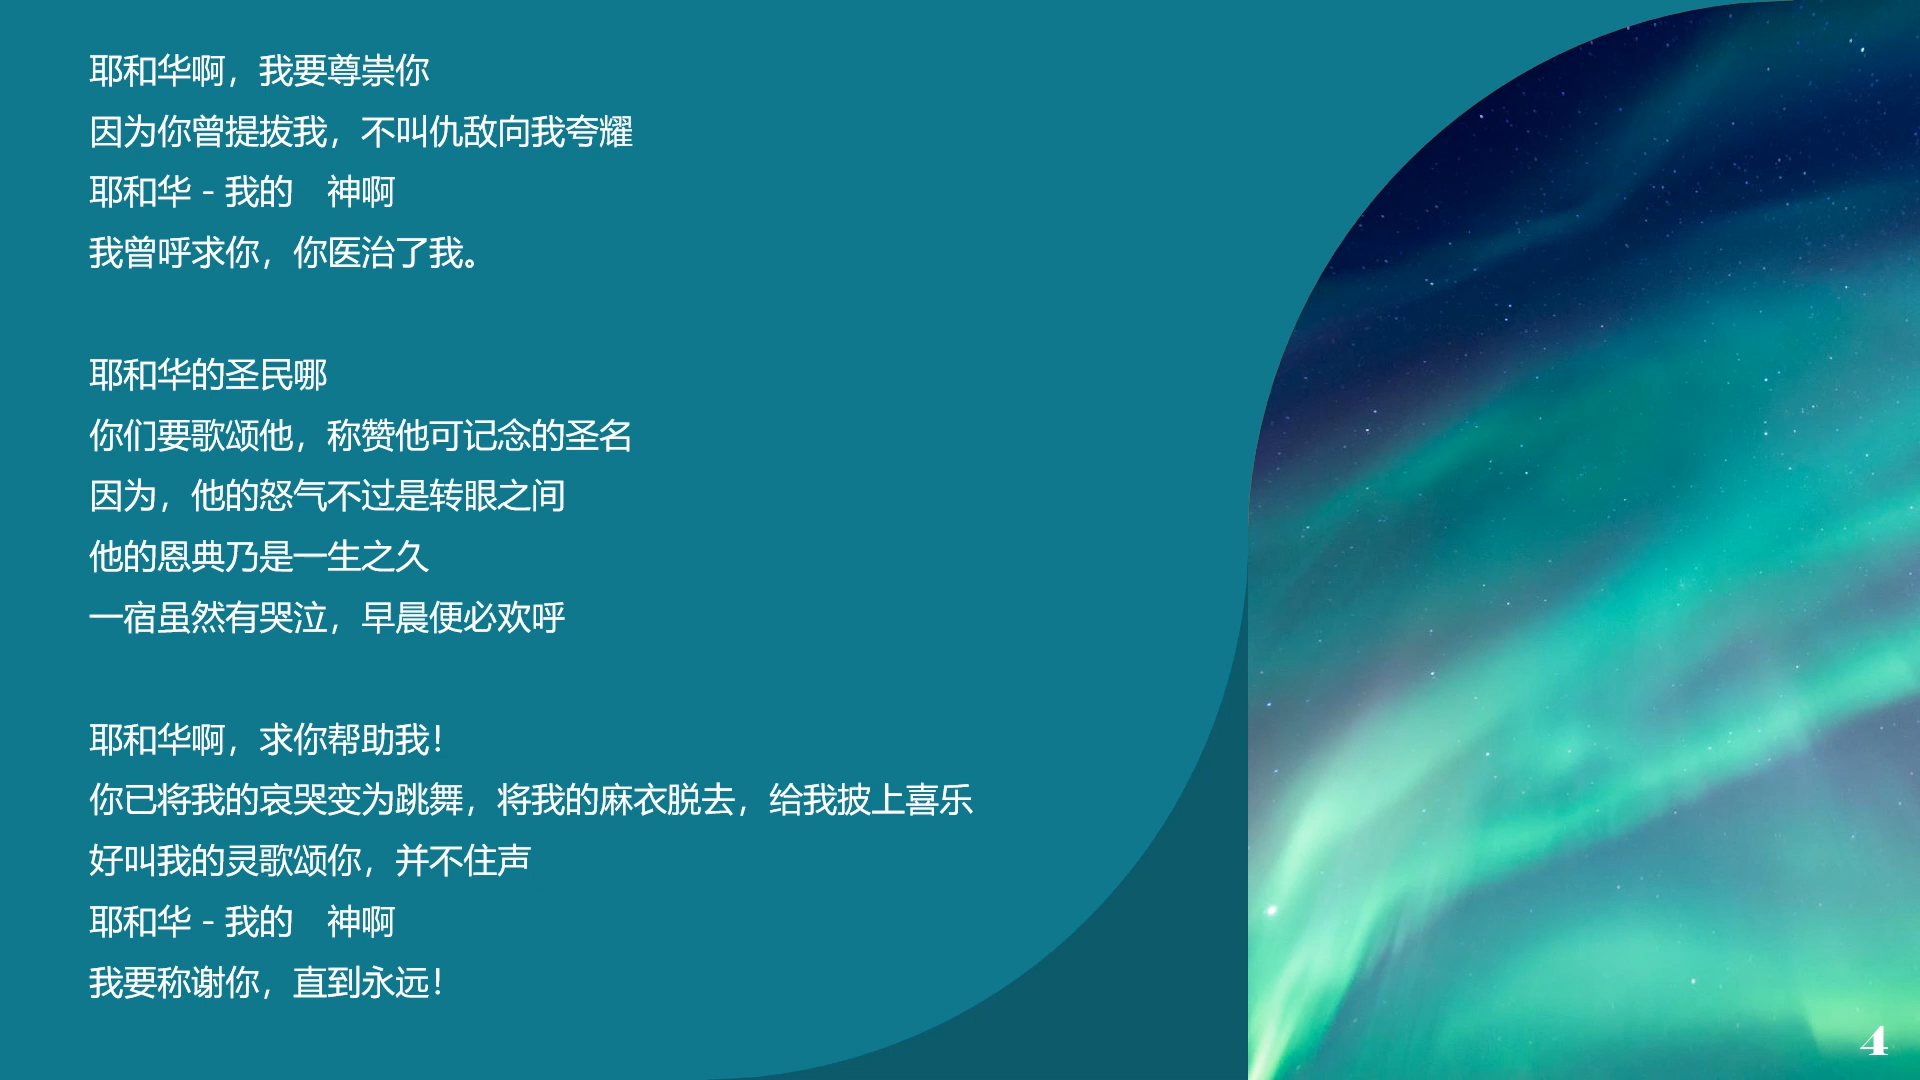 耶和华啊，我要尊崇你
因为你曾提拔我，不叫仇敌向我夸耀
耶和华 - 我的　神啊
我曾呼求你，你医治了我。
耶和华的圣民哪
你们要歌颂他，称赞他可记念的圣名
因为，他的怒气不过是转眼之间
他的恩典乃是一生之久
一宿虽然有哭泣，早晨便必欢呼
耶和华啊，求你帮助我！
你已将我的哀哭变为跳舞，将我的麻衣脱去，给我披上喜乐
好叫我的灵歌颂你，并不住声
耶和华 - 我的　神啊
我要称谢你，直到永远！
4